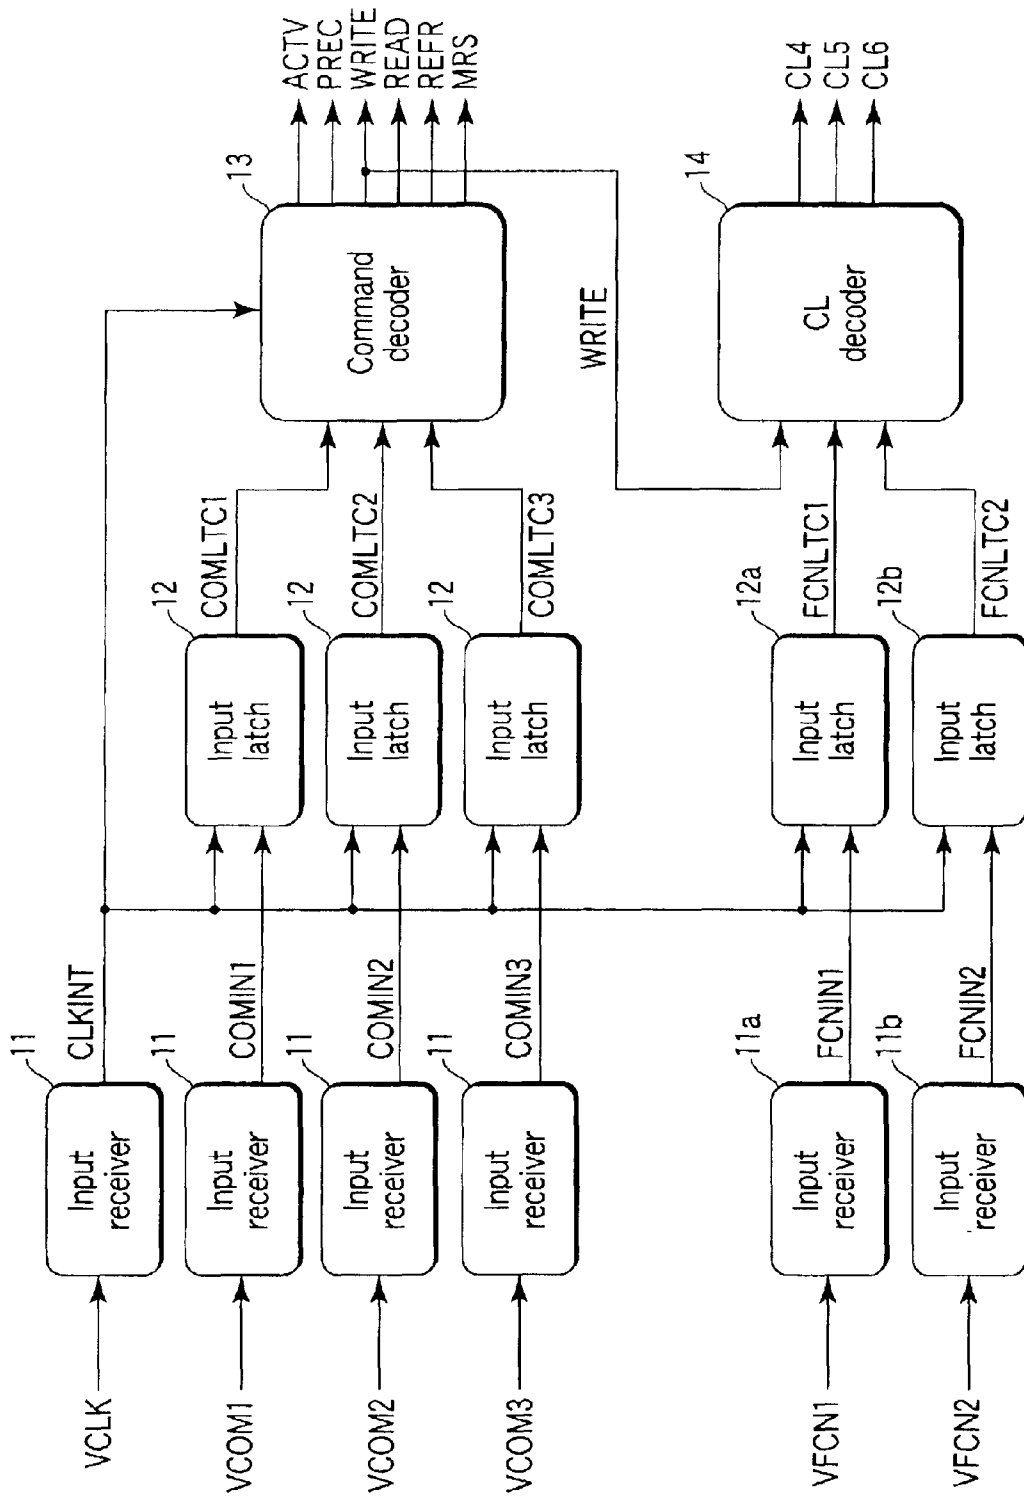 VCLK
Input
receiver
11
CLKINT
VCOM1
Input
receiver
11
COMIN1
Input
latch
12
COMLTC1
VCOM2
Input
receiver
11
COMIN2
Input
latch
12
COMLTC2
VCOM3
Input
receiver
11
COMIN3
Input
latch
12
COMLTC3
Command
decoder
13
ACTV
PREC
WRITE
READ
REFR
MRS
WRITE
VFCN1
Input
receiver
11a
FCNIN1
Input
latch
12a
FCNLTC1
VFCN2
Input
receiver
11b
FCNIN2
Input
latch
12b
FCNLTC2
CL
decoder
14
CL4
CL5
CL6